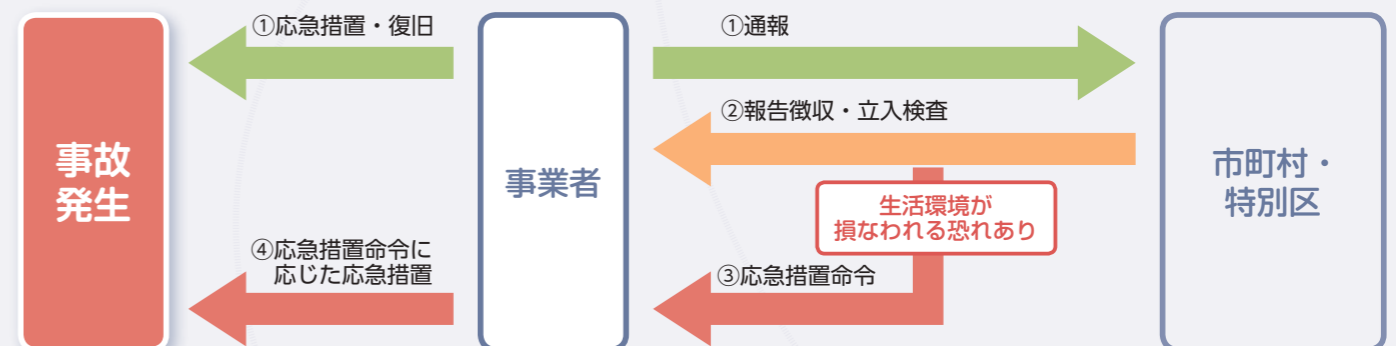 ①応急措置・復旧
①通報
②報告徴収・立入検査
事故
発生
事業者
市町村・
特別区
生活環境が
損なわれる恐れあり
④応急措置命令に
応じた応急措置
③応急措置命令